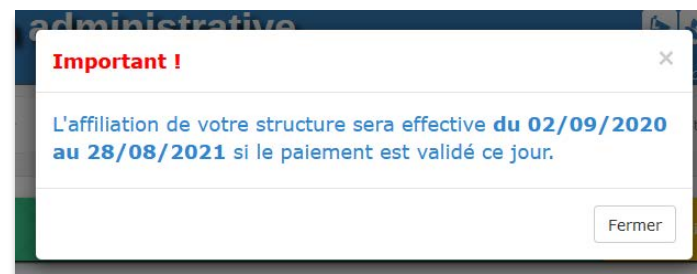 administrative
Important !
×
L'affiliation de votre structure sera effective du 02/09/2020
au 28/08/2021 si le paiement est validé ce jour.
Fermer